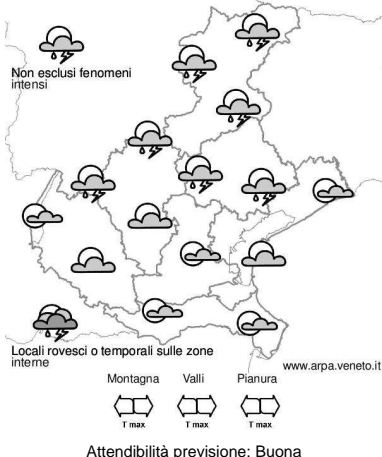 Non esclusi fenomeni
intensi
Locali rovesci o temporali sulle zone
interne
www.arpa.veneto.it
Montagna Valli Pianura
T max T max T max
Attendibilità previsione: Buona